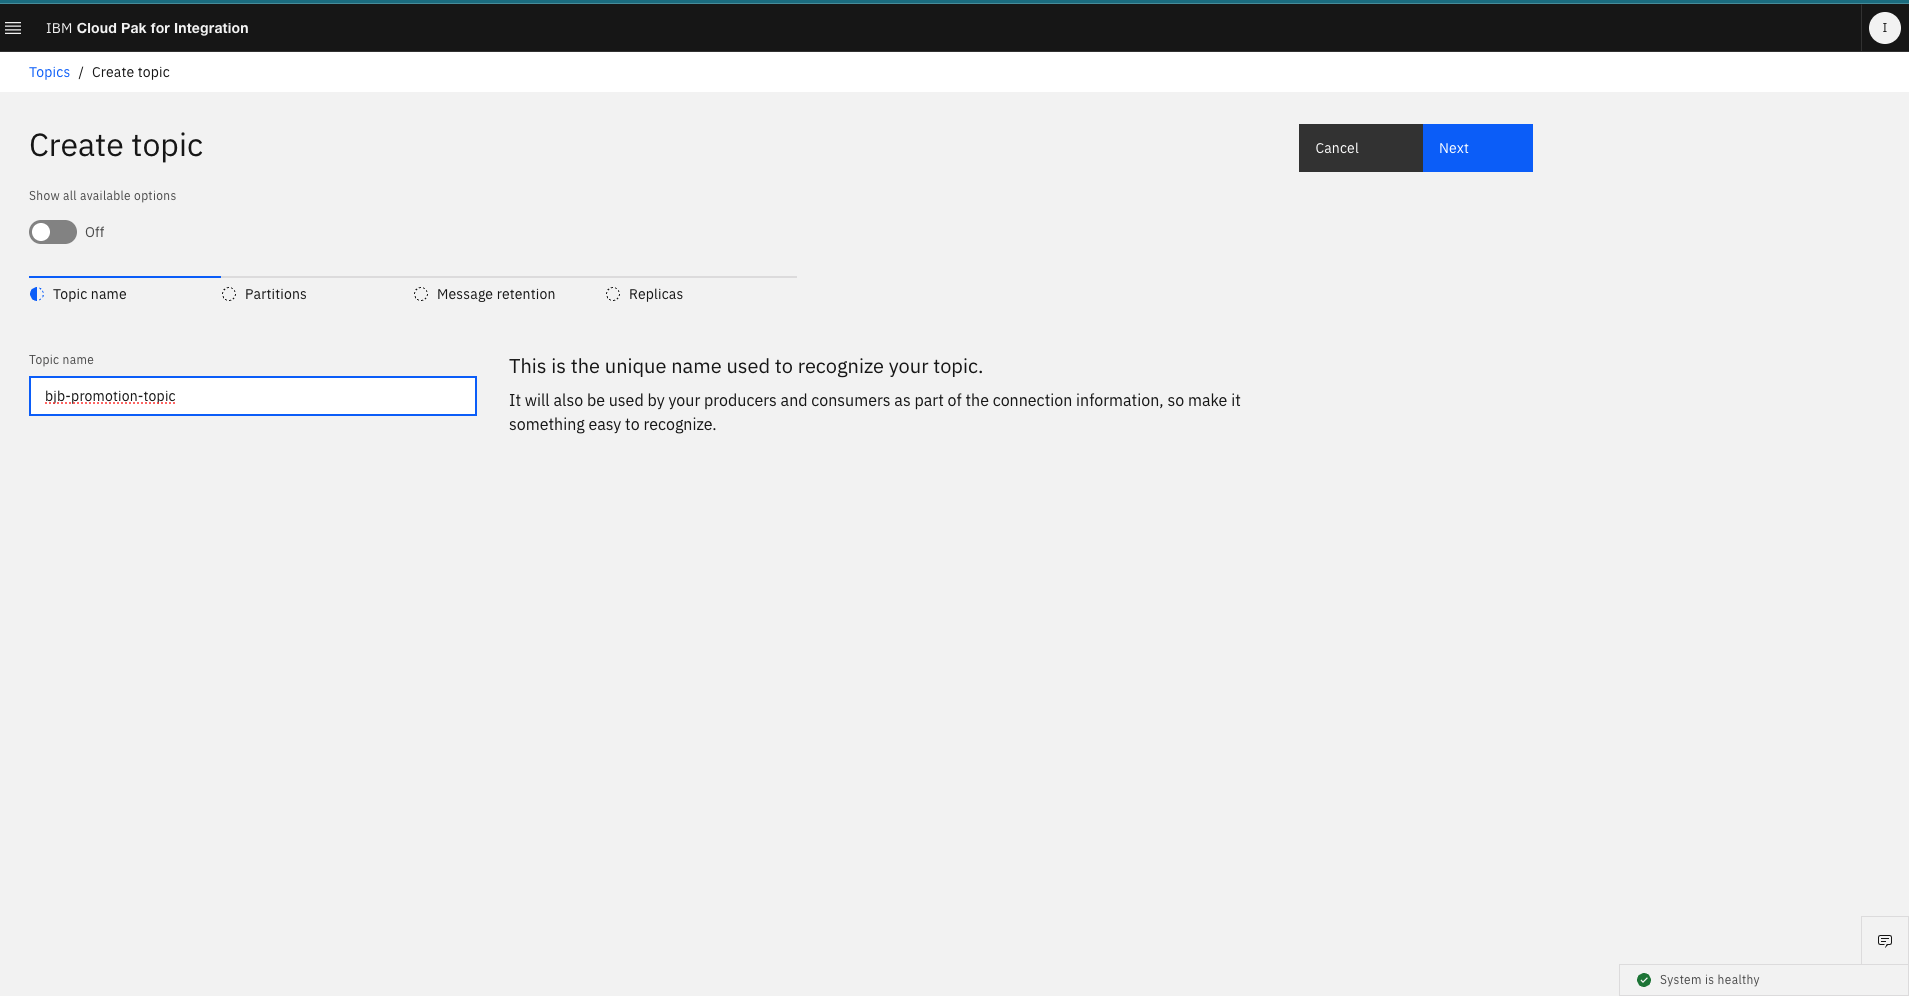 IBM Cloud Pak for Integration
I
Topics / Create topic
Create topic
Cancel
Next
Show all available options
Off
Topic name
Partitions
Message retention
Replicas
Topic name
bjb-promotion-topic
This is the unique name used to recognize your topic.
It will also be used by your producers and consumers as part of the connection information, so make it
something easy to recognize.
System is healthy